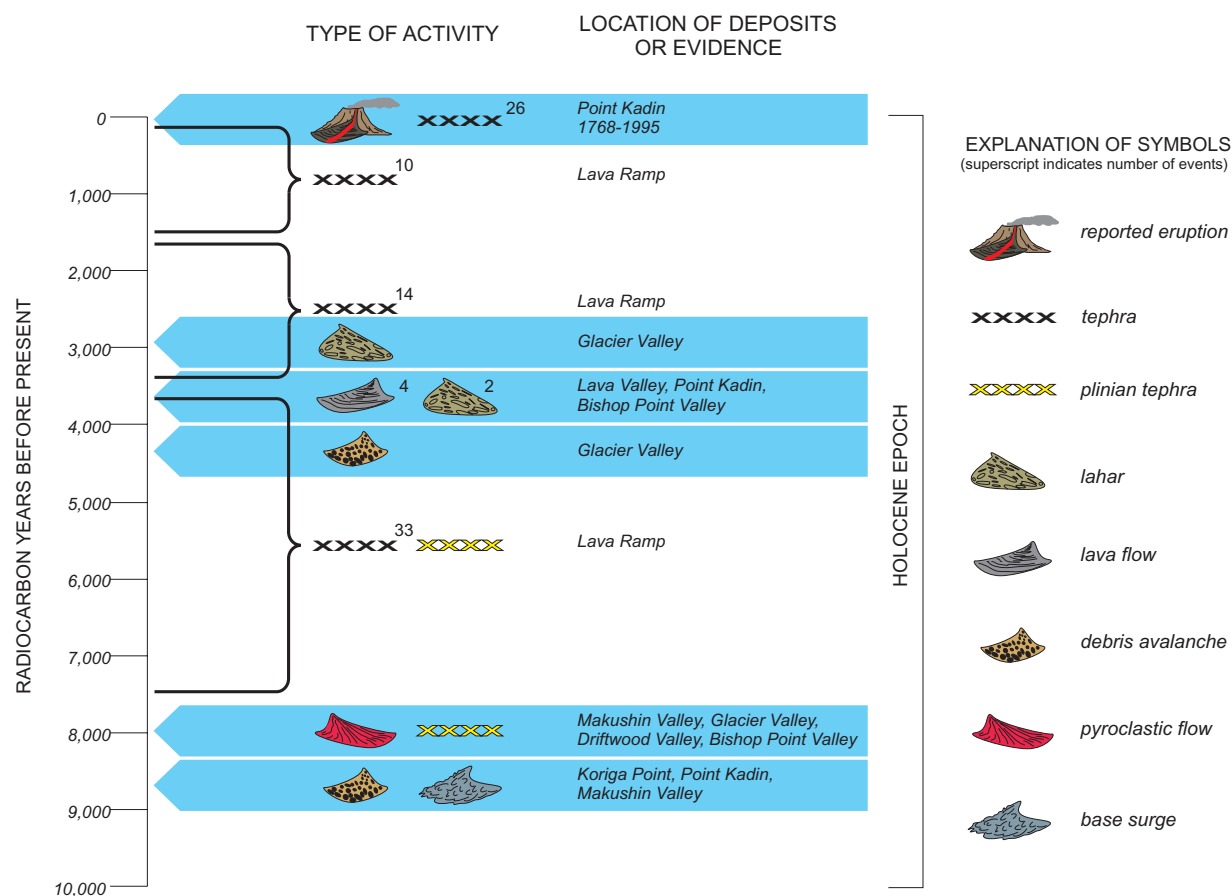 TYPE OF ACTIVITY
LOCATION OF DEPOSITS
OR EVIDENCE
RADIOCARBON YEARS BEFORE PRESENT
0
1,000
2,000
3,000
4,000
5,000
6,000
7,000
8,000
9,000
10,000
26
Point Kadin
1768-1995
10
Lava Ramp
14
Lava Ramp
Glacier Valley
4
2
Lava Valley, Point Kadin,
Bishop Point Valley
Glacier Valley
33
Lava Ramp
Makushin Valley, Glacier Valley,
Driftwood Valley, Bishop Point Valley
Koriga Point, Point Kadin,
Makushin Valley
HOLOCENE EPOCH
EXPLANATION OF SYMBOLS
(superscript indicates number of events)
reported eruption
tephra
plinian tephra
lahar
lava flow
debris avalanche
pyroclastic flow
base surge